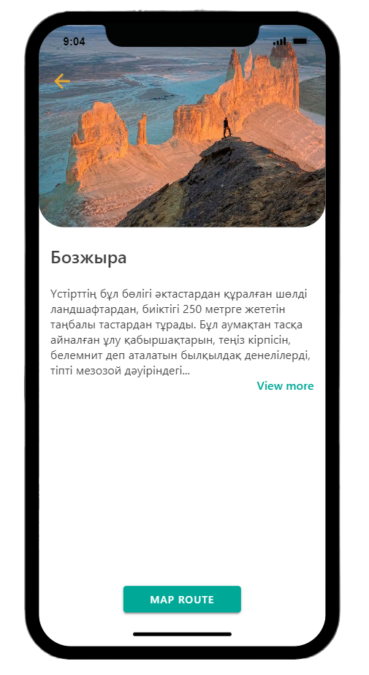 9:04
Бозжыра
Үстірттің бұл бөлігі әктастардан құралған шөлді
ландшафтардан, биіктігі 250 метрге жететін
таңбалы тастардан тұрады. Бұл аумақтан тасқа
айналған ұлу қабыршақтарын, теңіз кірпісін,
белемнит деп аталатын былқылдақ денелілерді,
тіпті мезозой дәуіріндегі...
View more
MAP ROUTE